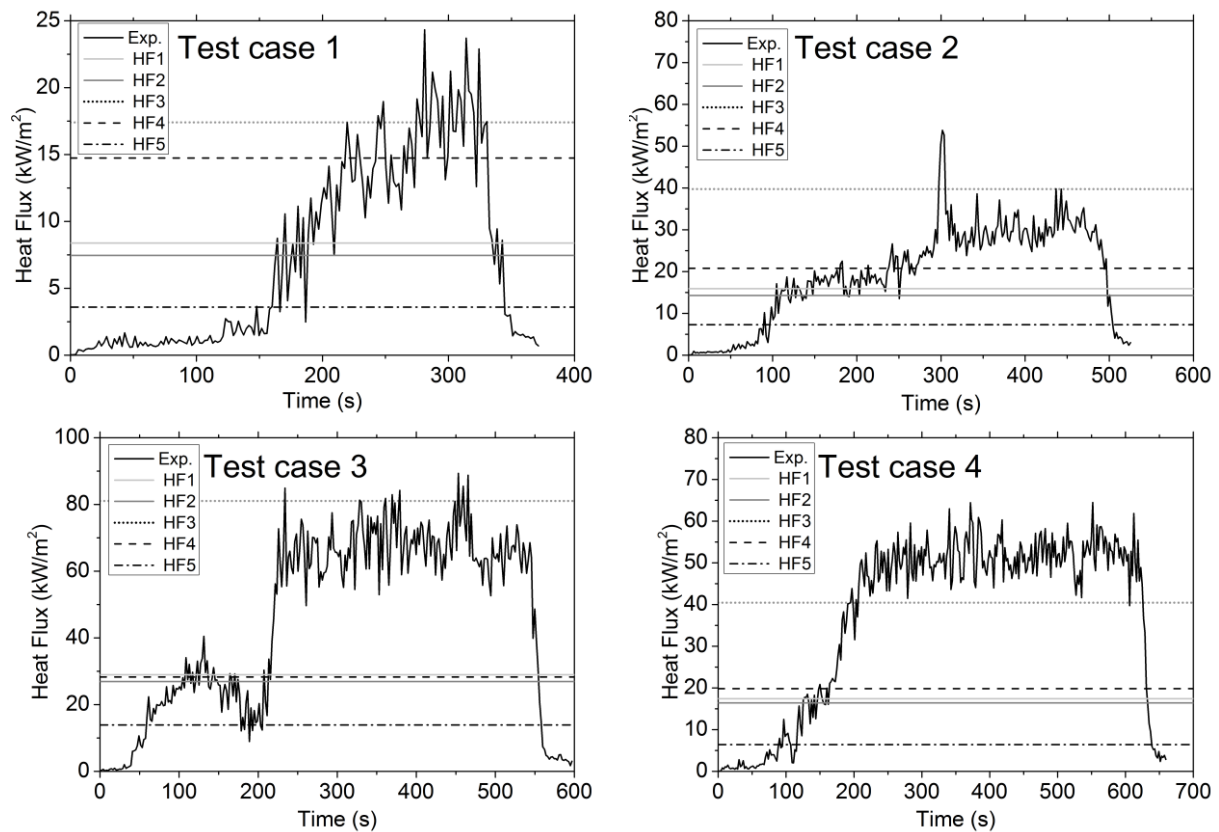 Test case 1
Exp.
HF1
HF2
HF3
HF4
HF5
Heat Flux (kW/m²)
25
20
15
10
5
0
0 100 200 300 400
Time (s)
Test case 2
Exp.
HF1
HF2
HF3
HF4
HF5
Heat Flux (kW/m²)
80
70
60
50
40
30
20
10
0
0 100 200 300 400 500 600
Time (s)
Test case 3
Exp.
HF1
HF2
HF3
HF4
HF5
Heat Flux (kW/m²)
100
80
60
40
20
0
0 100 200 300 400 500 600
Time (s)
Test case 4
Exp.
HF1
HF2
HF3
HF4
HF5
Heat Flux (kW/m²)
80
70
60
50
40
30
20
10
0
0 100 200 300 400 500 600 700
Time (s)